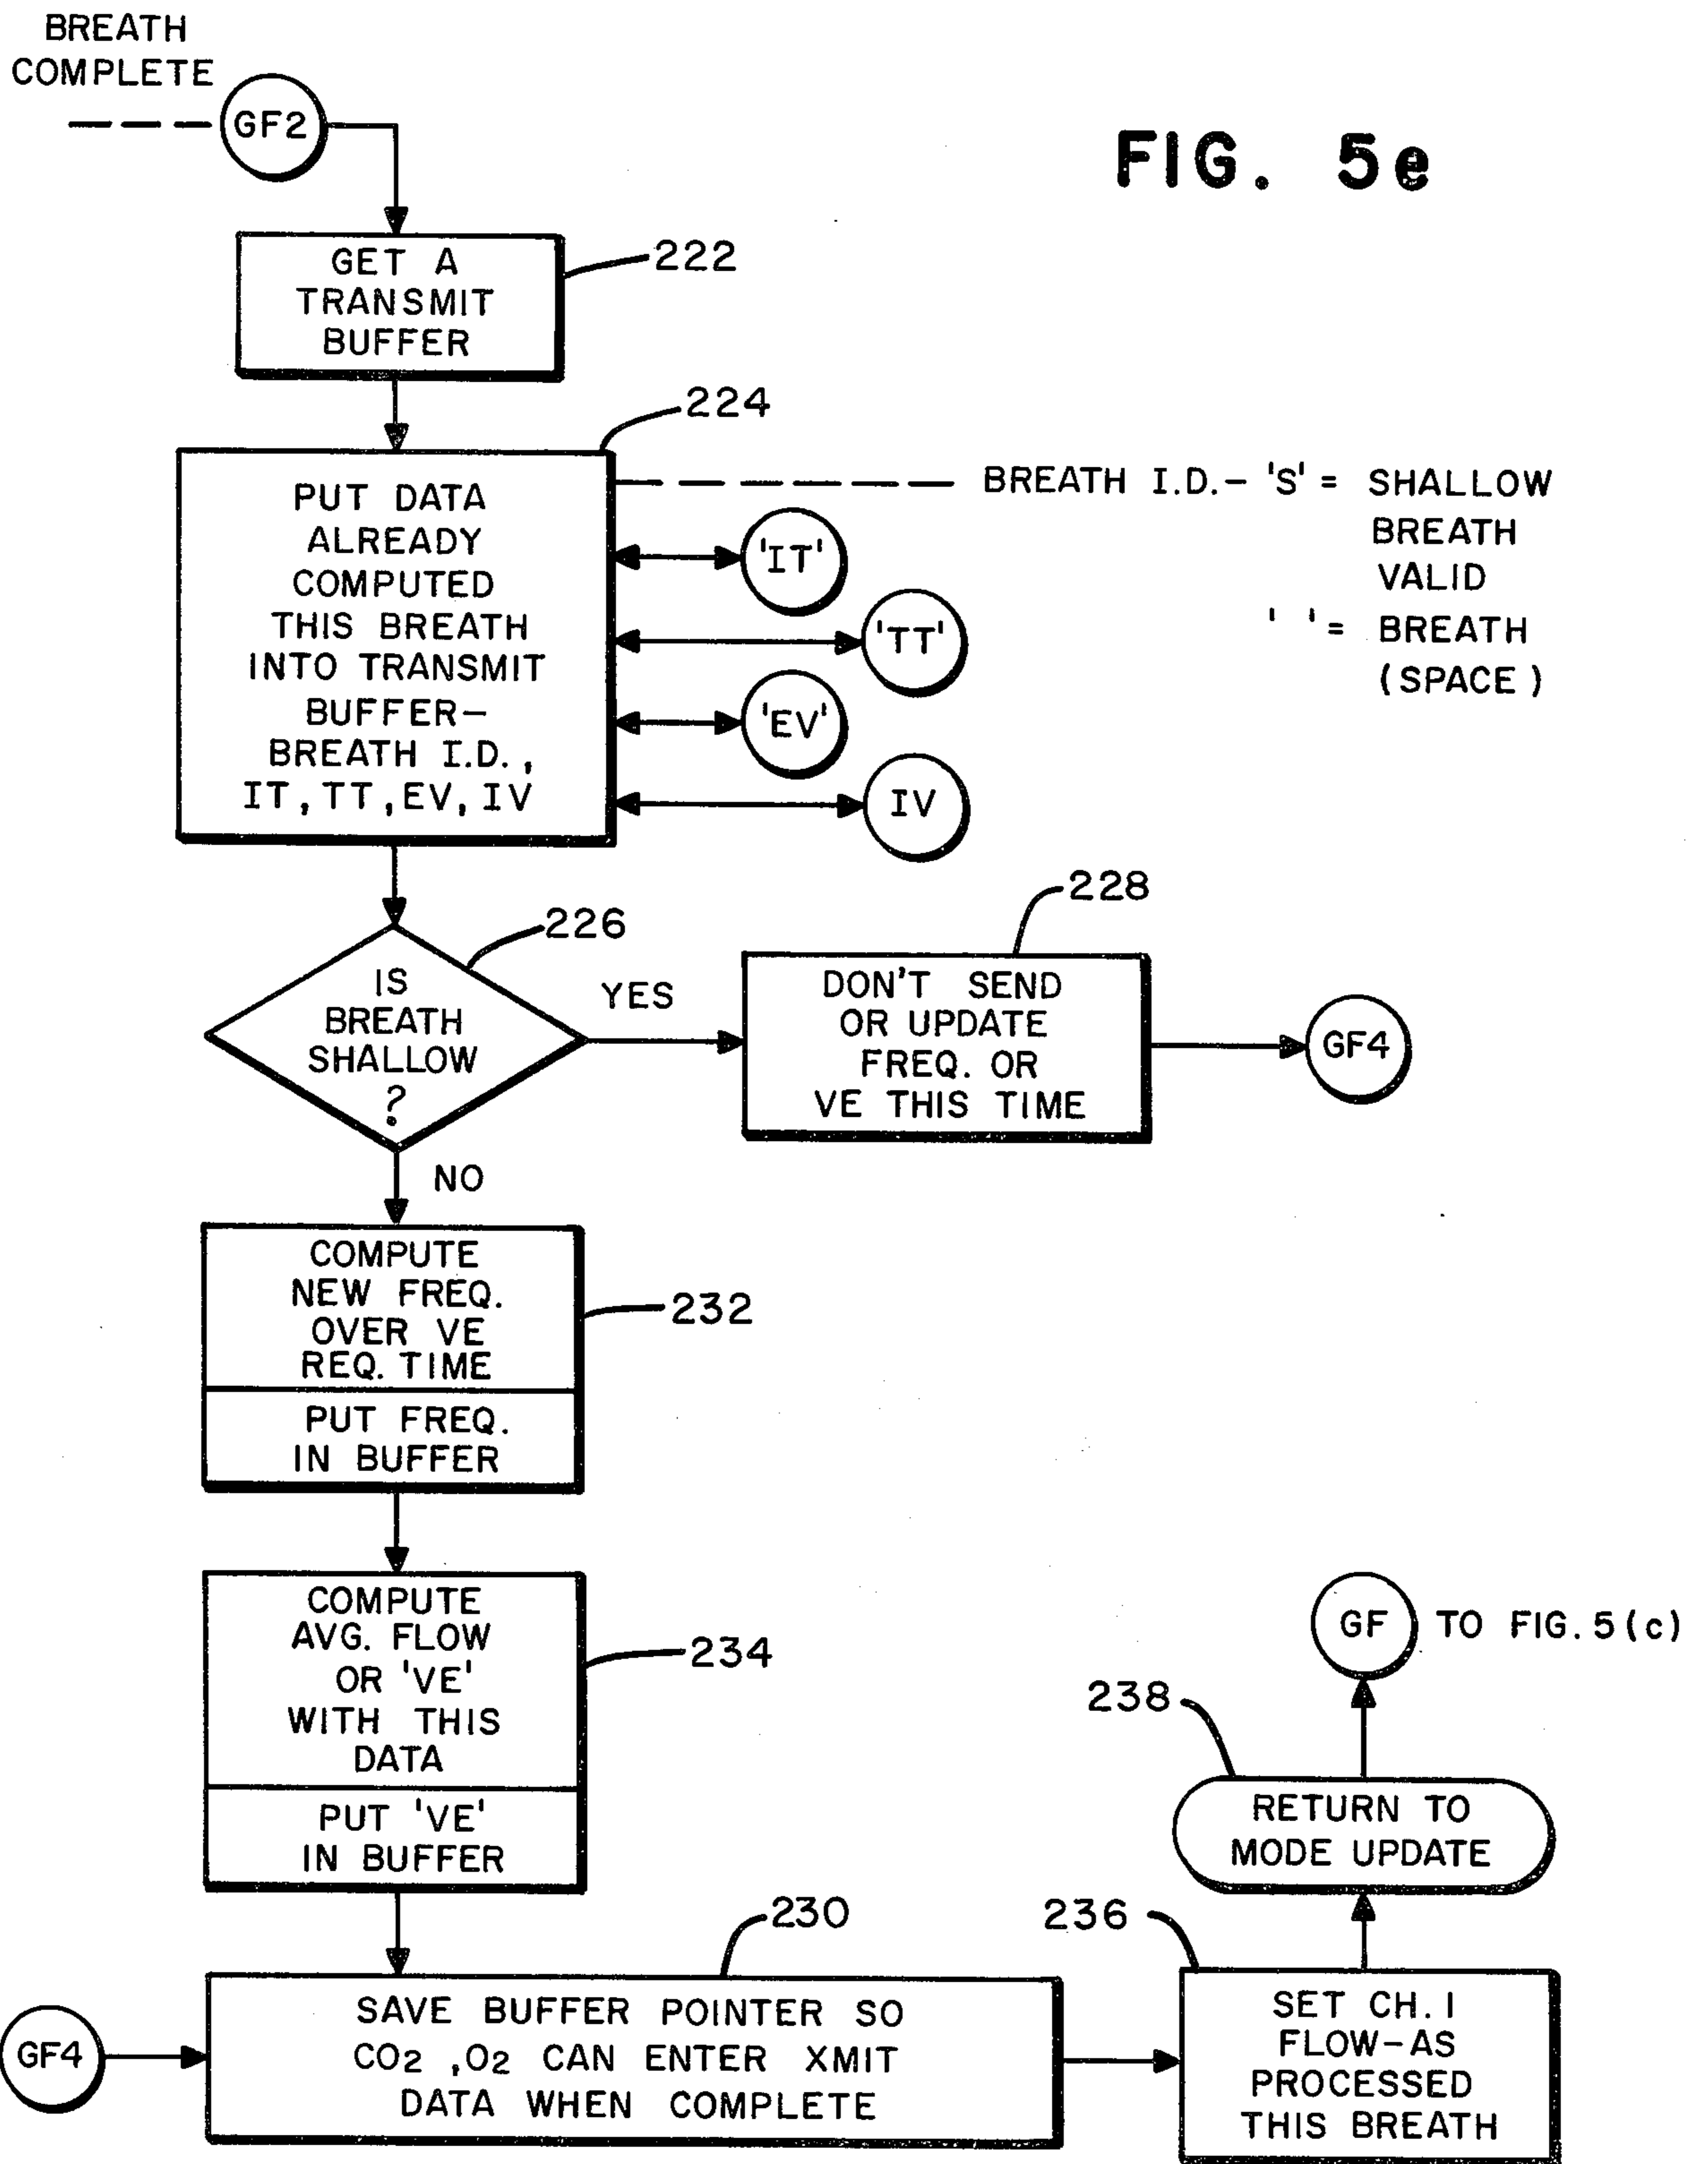 BREATH
COMPLETE
GF2
FIG. 5e
GET A
TRANSMIT
BUFFER
222
224
PUT DATA
ALREADY
COMPUTED
THIS BREATH
INTO TRANSMIT
BUFFER-
BREATH I.D.,
IT, TT, EV, IV
BREATH I.D.- 'S' = SHALLOW
BREATH
VALID
' ' = BREATH
(SPACE)
'IT'
'TT'
'EV'
IV
226
IS
BREATH
SHALLOW
?
YES
228
DON'T SEND
OR UPDATE
FREQ. OR
VE THIS TIME
GF4
NO
COMPUTE
NEW FREQ.
OVER VE
REQ. TIME
PUT FREQ.
IN BUFFER
232
COMPUTE
AVG. FLOW
OR 'VE'
WITH THIS
DATA
PUT 'VE'
IN BUFFER
234
GF TO FIG. 5(c)
238
RETURN TO
MODE UPDATE
230
236
GF4
SAVE BUFFER POINTER SO
CO2 ,O2 CAN ENTER XMIT
DATA WHEN COMPLETE
SET CH. I
FLOW-AS
PROCESSED
THIS BREATH